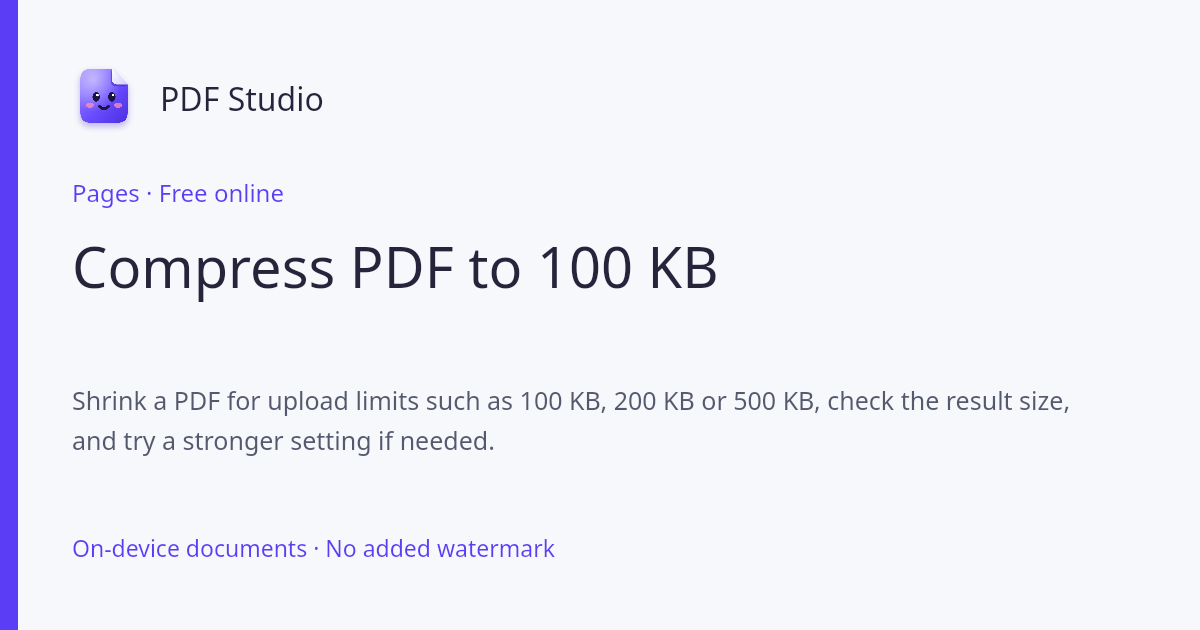 PDF Studio
Pages · Free online
Compress PDF to 100 KB
Shrink a PDF for upload limits such as 100 KB, 200 KB or 500 KB, check the result size,
and try a stronger setting if needed.
On-device documents · No added watermark